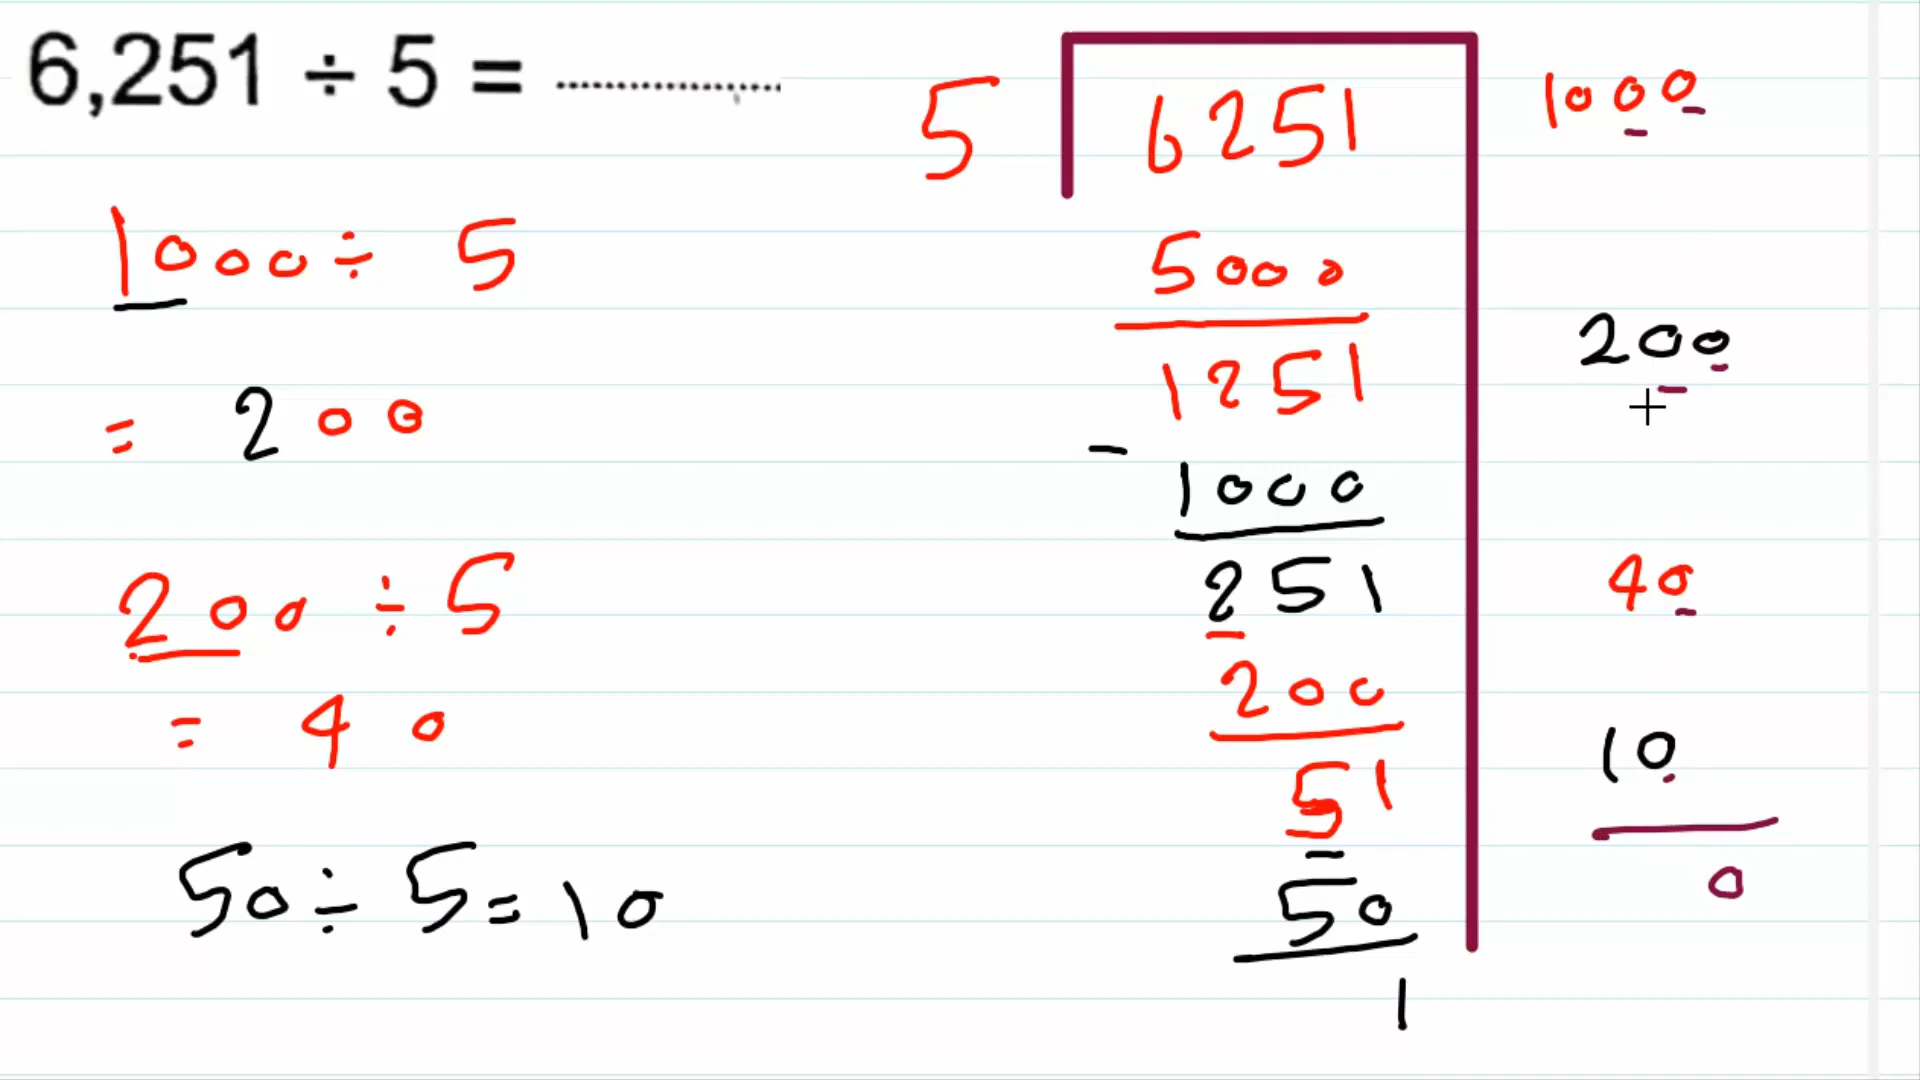 6,251 ÷ 5 = ....................
1000 ÷ 5
= 200
200 ÷ 5
= 40
50 ÷ 5 = 10
5 6251 1000
5000
1251 200
- 1000
251 40
200
51 10
50 0
1